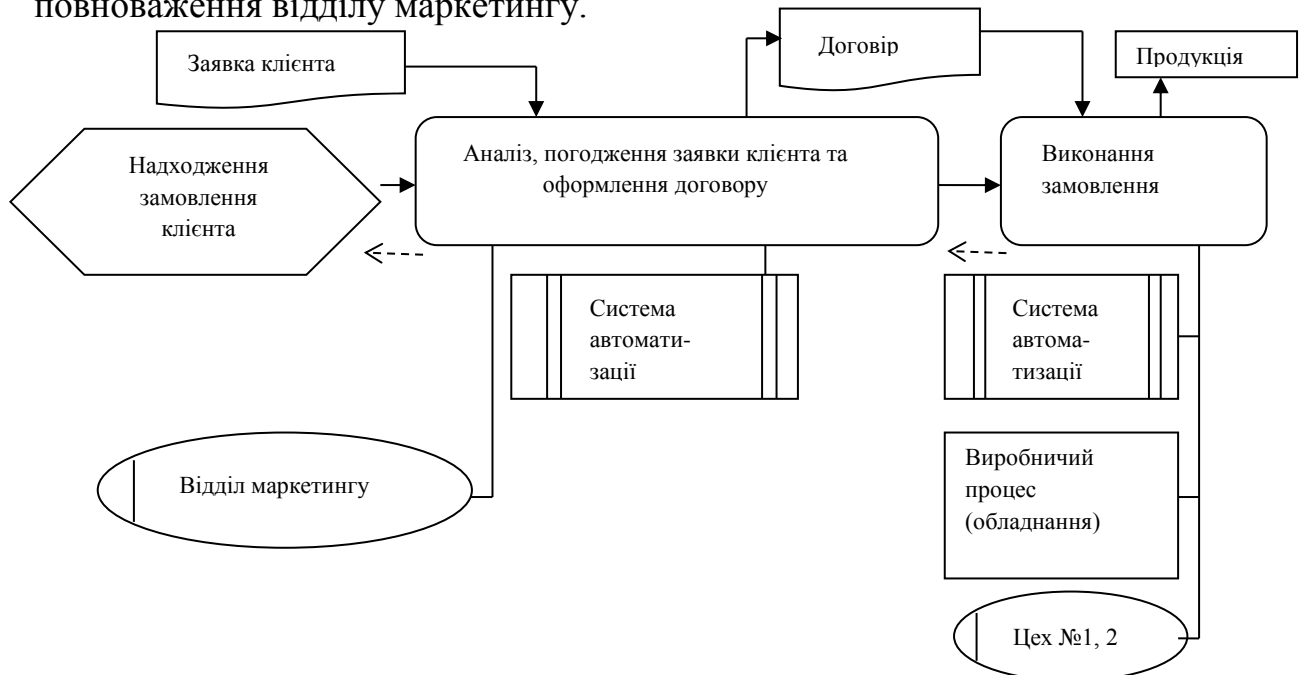 повноваження відділу маркетингу.
Заявка клієнта
Договір
Продукція
Надходження
замовлення
клієнта
Аналіз, погодження заявки клієнта та
оформлення договору
Виконання
замовлення
Система
автомати-
зації
Система
автома-
тизації
Відділ маркетингу
Виробничий
процес
(обладнання)
Цех №1, 2